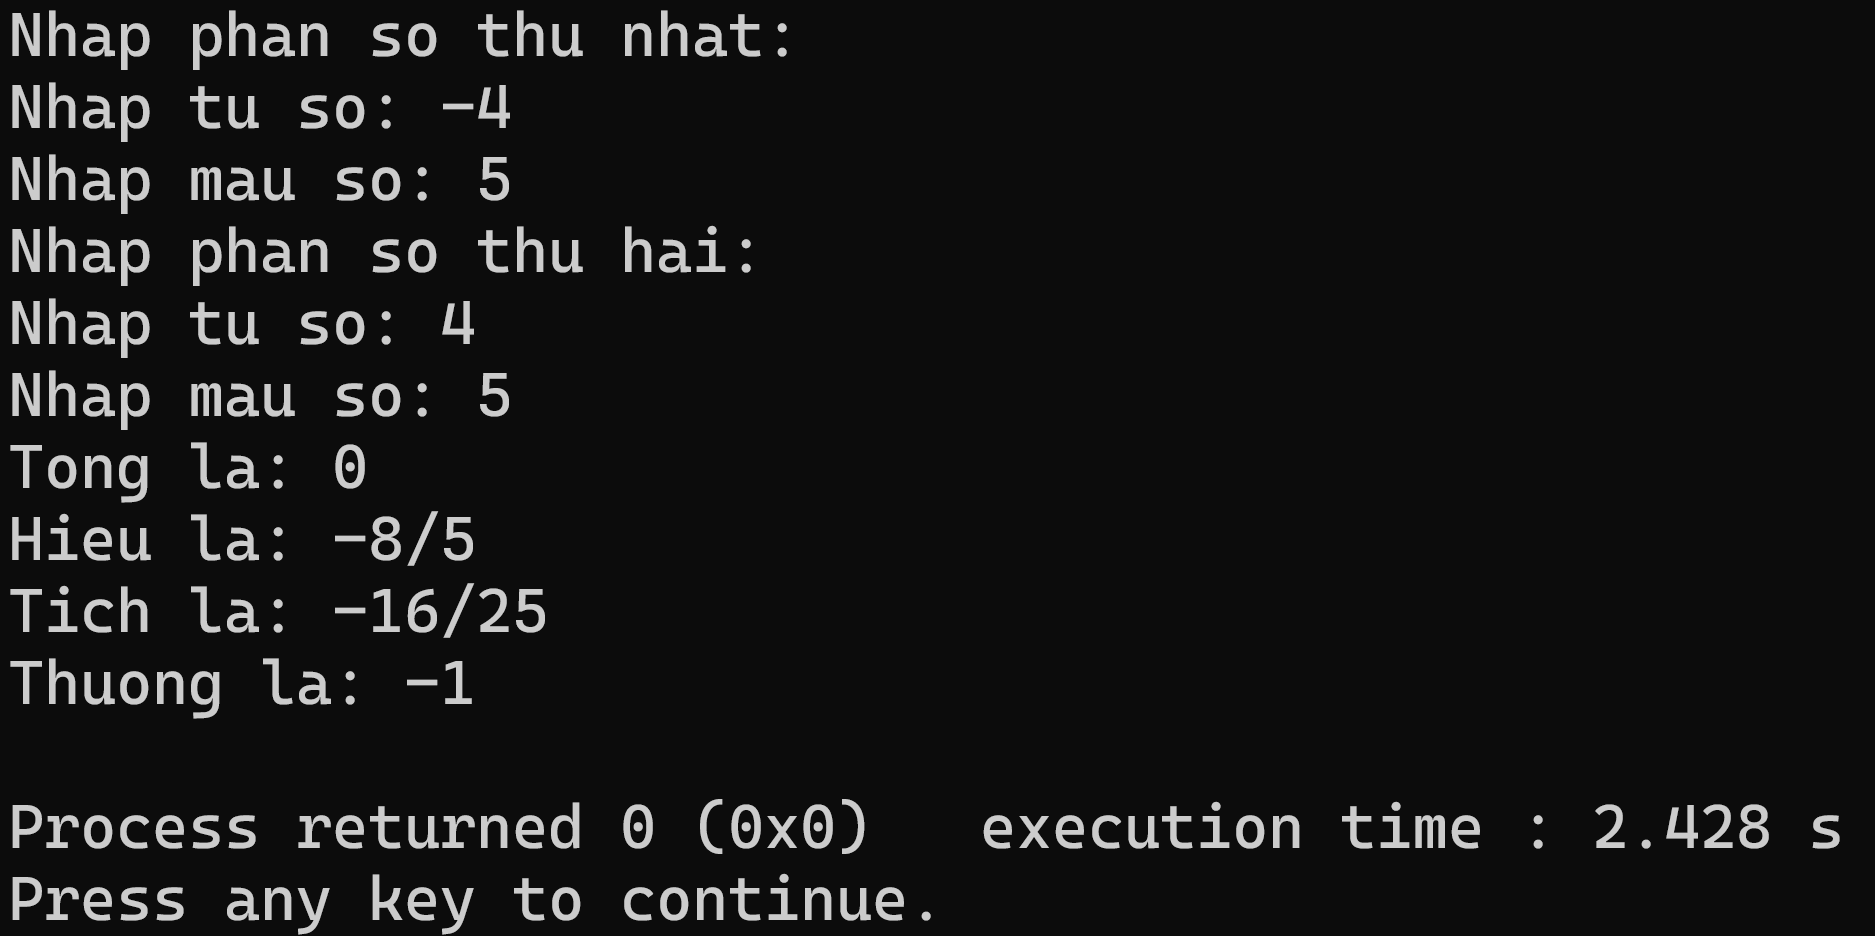 Nhap phan so thu nhat:
Nhap tu so: -4
Nhap mau so: 5
Nhap phan so thu hai:
Nhap tu so: 4
Nhap mau so: 5
Tong la: 0
Hieu la: -8/5
Tich la: -16/25
Thuong la: -1
Process returned 0 (0x0)   execution time : 2.428 s
Press any key to continue.